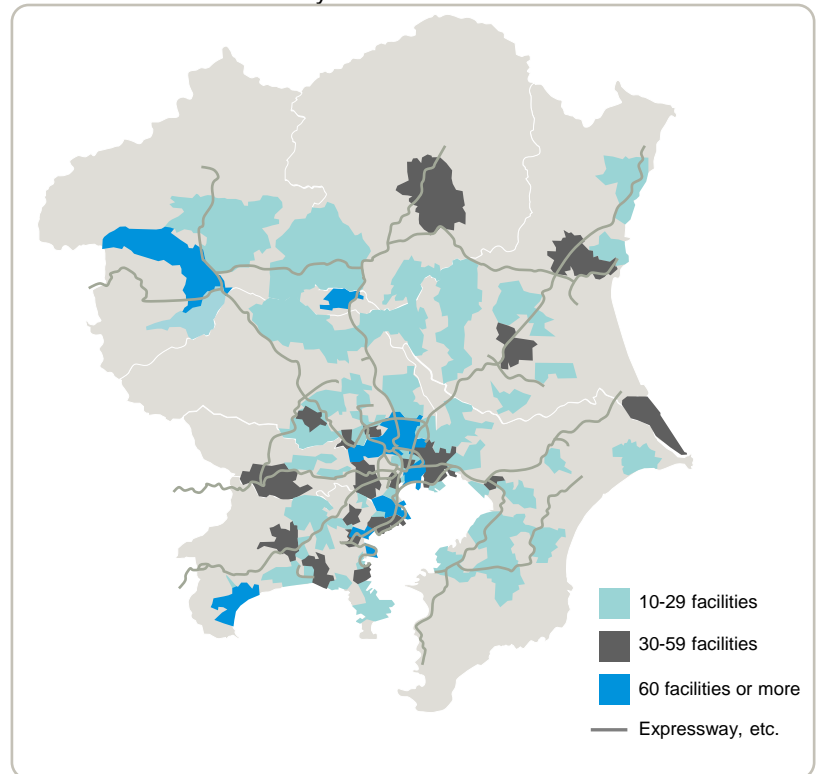 10-29 facilities
30-59 facilities
60 facilities or more
Expressway, etc.